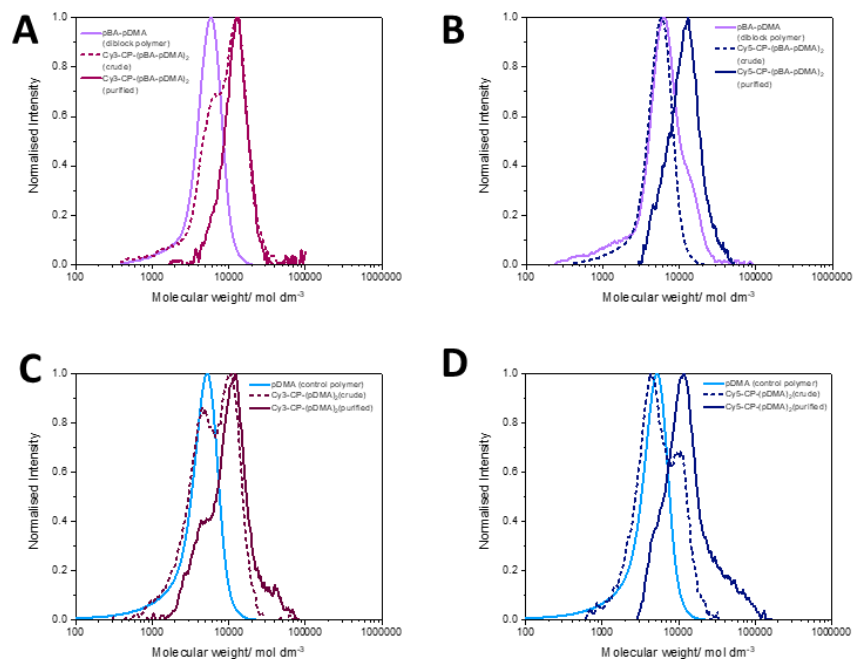 A
1.0
0.8
0.6
0.4
0.2
0.0
Normalised Intensity
pBA-pDMA
(diblock polymer)
Cy3-CP-(pBA-pDMA)₂
(crude)
Cy3-CP-(pBA-pDMA)₂
(purified)
100 1000 10000 100000 1000000
Molecular weight/ mol dm⁻³
B
1.0
0.8
0.6
0.4
0.2
0.0
Normalised Intensity
pBA-pDMA
(diblock polymer)
Cy5-CP-(pBA-pDMA)₂
(crude)
Cy5-CP-(pBA-pDMA)₂
(purified)
100 1000 10000 100000 1000000
Molecular weight/ mol dm⁻³
C
1.0
0.8
0.6
0.4
0.2
0.0
Normalised Intensity
pDMA (control polymer)
Cy3-CP-(pDMA)₂(crude)
Cy3-CP-(pDMA)₂(purified)
100 1000 10000 100000 1000000
Molecular weight/ mol dm⁻³
D
1.0
0.8
0.6
0.4
0.2
0.0
Normalised Intensity
pDMA (control polymer)
Cy5-CP-(pDMA)₂(crude)
Cy5-CP-(pDMA)₂(purified)
100 1000 10000 100000 1000000
Molecular weight/ mol dm⁻³